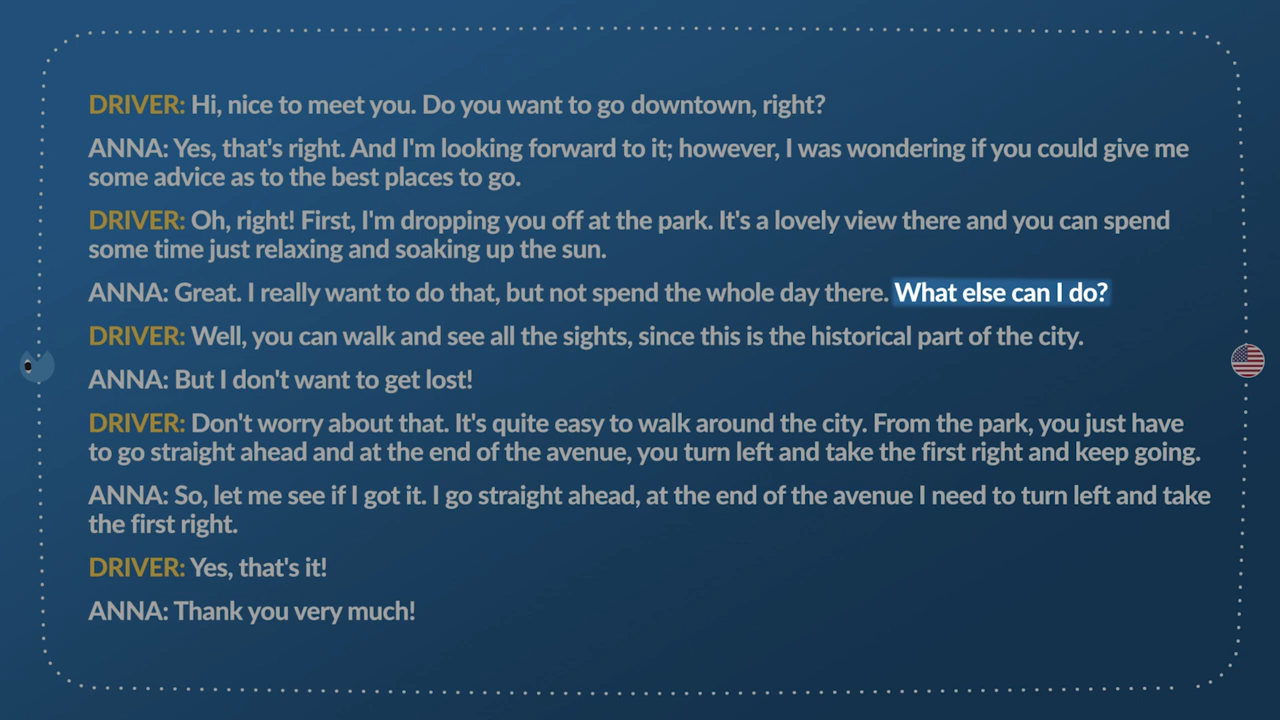 DRIVER: Hi, nice to meet you. Do you want to go downtown, right?
ANNA: Yes, that's right. And I'm looking forward to it; however, I was wondering if you could give me
some advice as to the best places to go.
DRIVER: Oh, right! First, I'm dropping you off at the park. It's a lovely view there and you can spend
some time just relaxing and soaking up the sun.
ANNA: Great. I really want to do that, but not spend the whole day there. What else can I do?
DRIVER: Well, you can walk and see all the sights, since this is the historical part of the city.
ANNA: But I don't want to get lost!
DRIVER: Don't worry about that. It's quite easy to walk around the city. From the park, you just have
to go straight ahead and at the end of the avenue, you turn left and take the first right and keep going.
ANNA: So, let me see if I got it. I go straight ahead, at the end of the avenue I need to turn left and take
the first right.
DRIVER: Yes, that's it!
ANNA: Thank you very much!